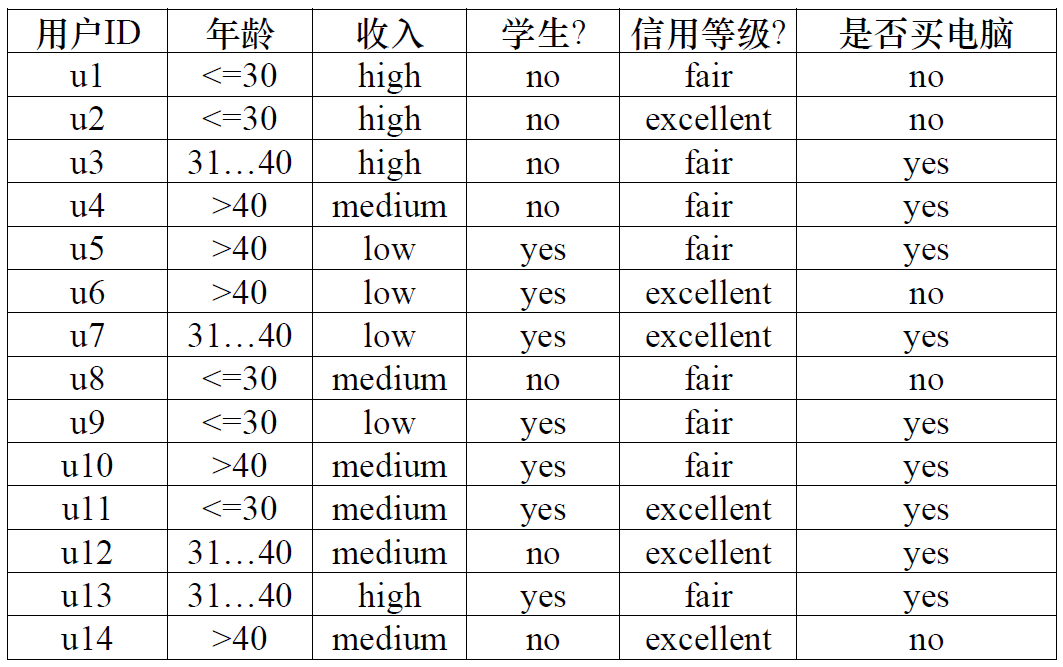 用户ID 年龄 收入 学生? 信用等级? 是否买电脑
u1 <=30 high no fair no
u2 <=30 high no excellent no
u3 31…40 high no fair yes
u4 >40 medium no fair yes
u5 >40 low yes fair yes
u6 >40 low yes excellent no
u7 31…40 low yes excellent yes
u8 <=30 medium no fair no
u9 <=30 low yes fair yes
u10 >40 medium yes fair yes
u11 <=30 medium yes excellent yes
u12 31…40 medium no excellent yes
u13 31…40 high yes fair yes
u14 >40 medium no excellent no